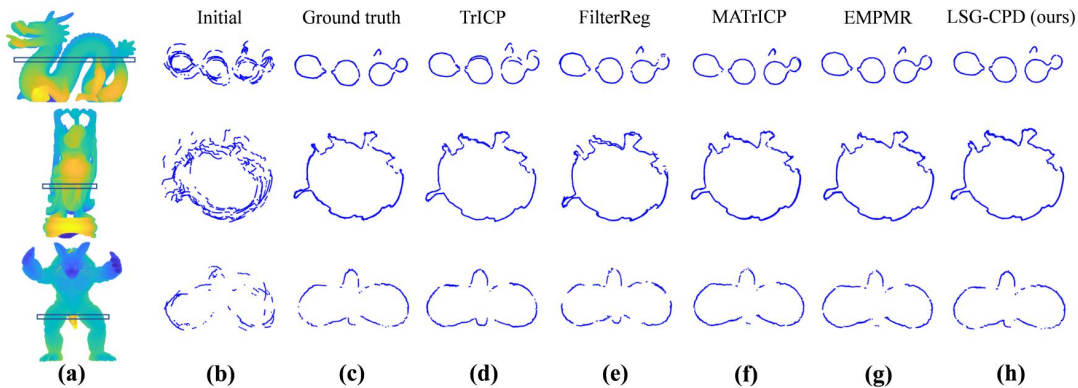 Initial Ground truth TrICP FilterReg MATrICP EMPMR LSG-CPD (ours)
(a) (b) (c) (d) (e) (f) (g) (h)